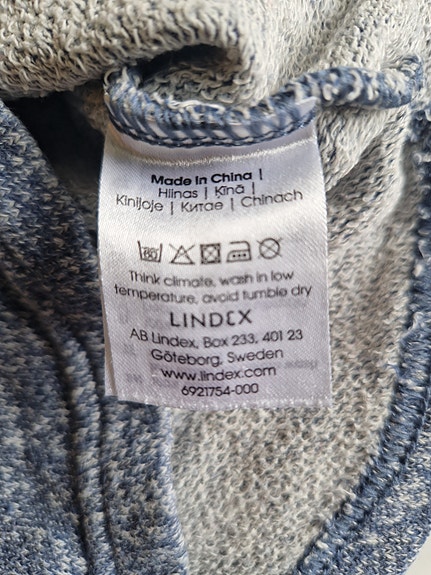 Made in China |
Hiinas | Ķīnā |
Kinijoje | Китае | Chinach
Think climate, wash in low
temperature, avoid tumble dry
LINDEX
AB Lindex, Box 233, 401 23
Göteborg, Sweden
www.lindex.com
6921754-000